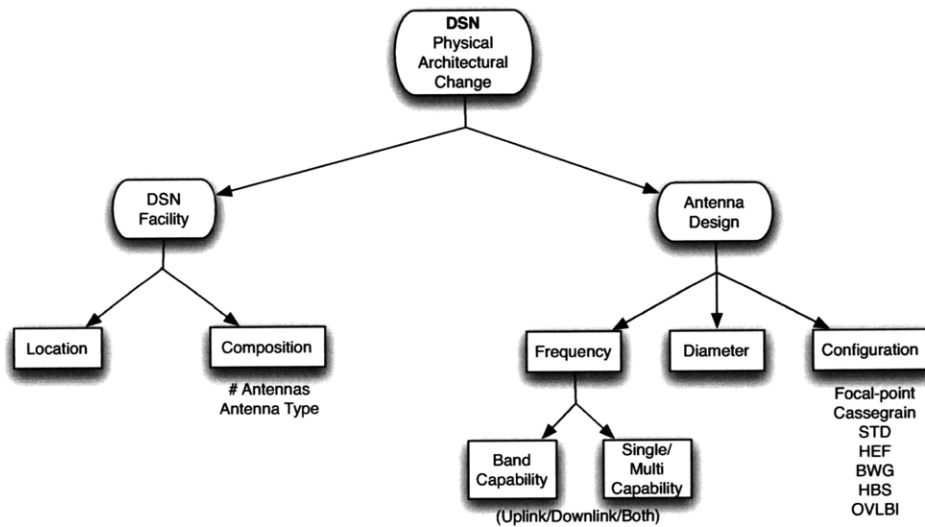 DSN
Physical
Architectural
Change
DSN
Facility
Antenna
Design
Location
Composition
# Antennas
Antenna Type
Frequency
Diameter
Configuration
Focal-point
Cassegrain
STD
HEF
BWG
HBS
OVLBI
Band
Capability
Single/
Multi
Capability
(Uplink/Downlink/Both)